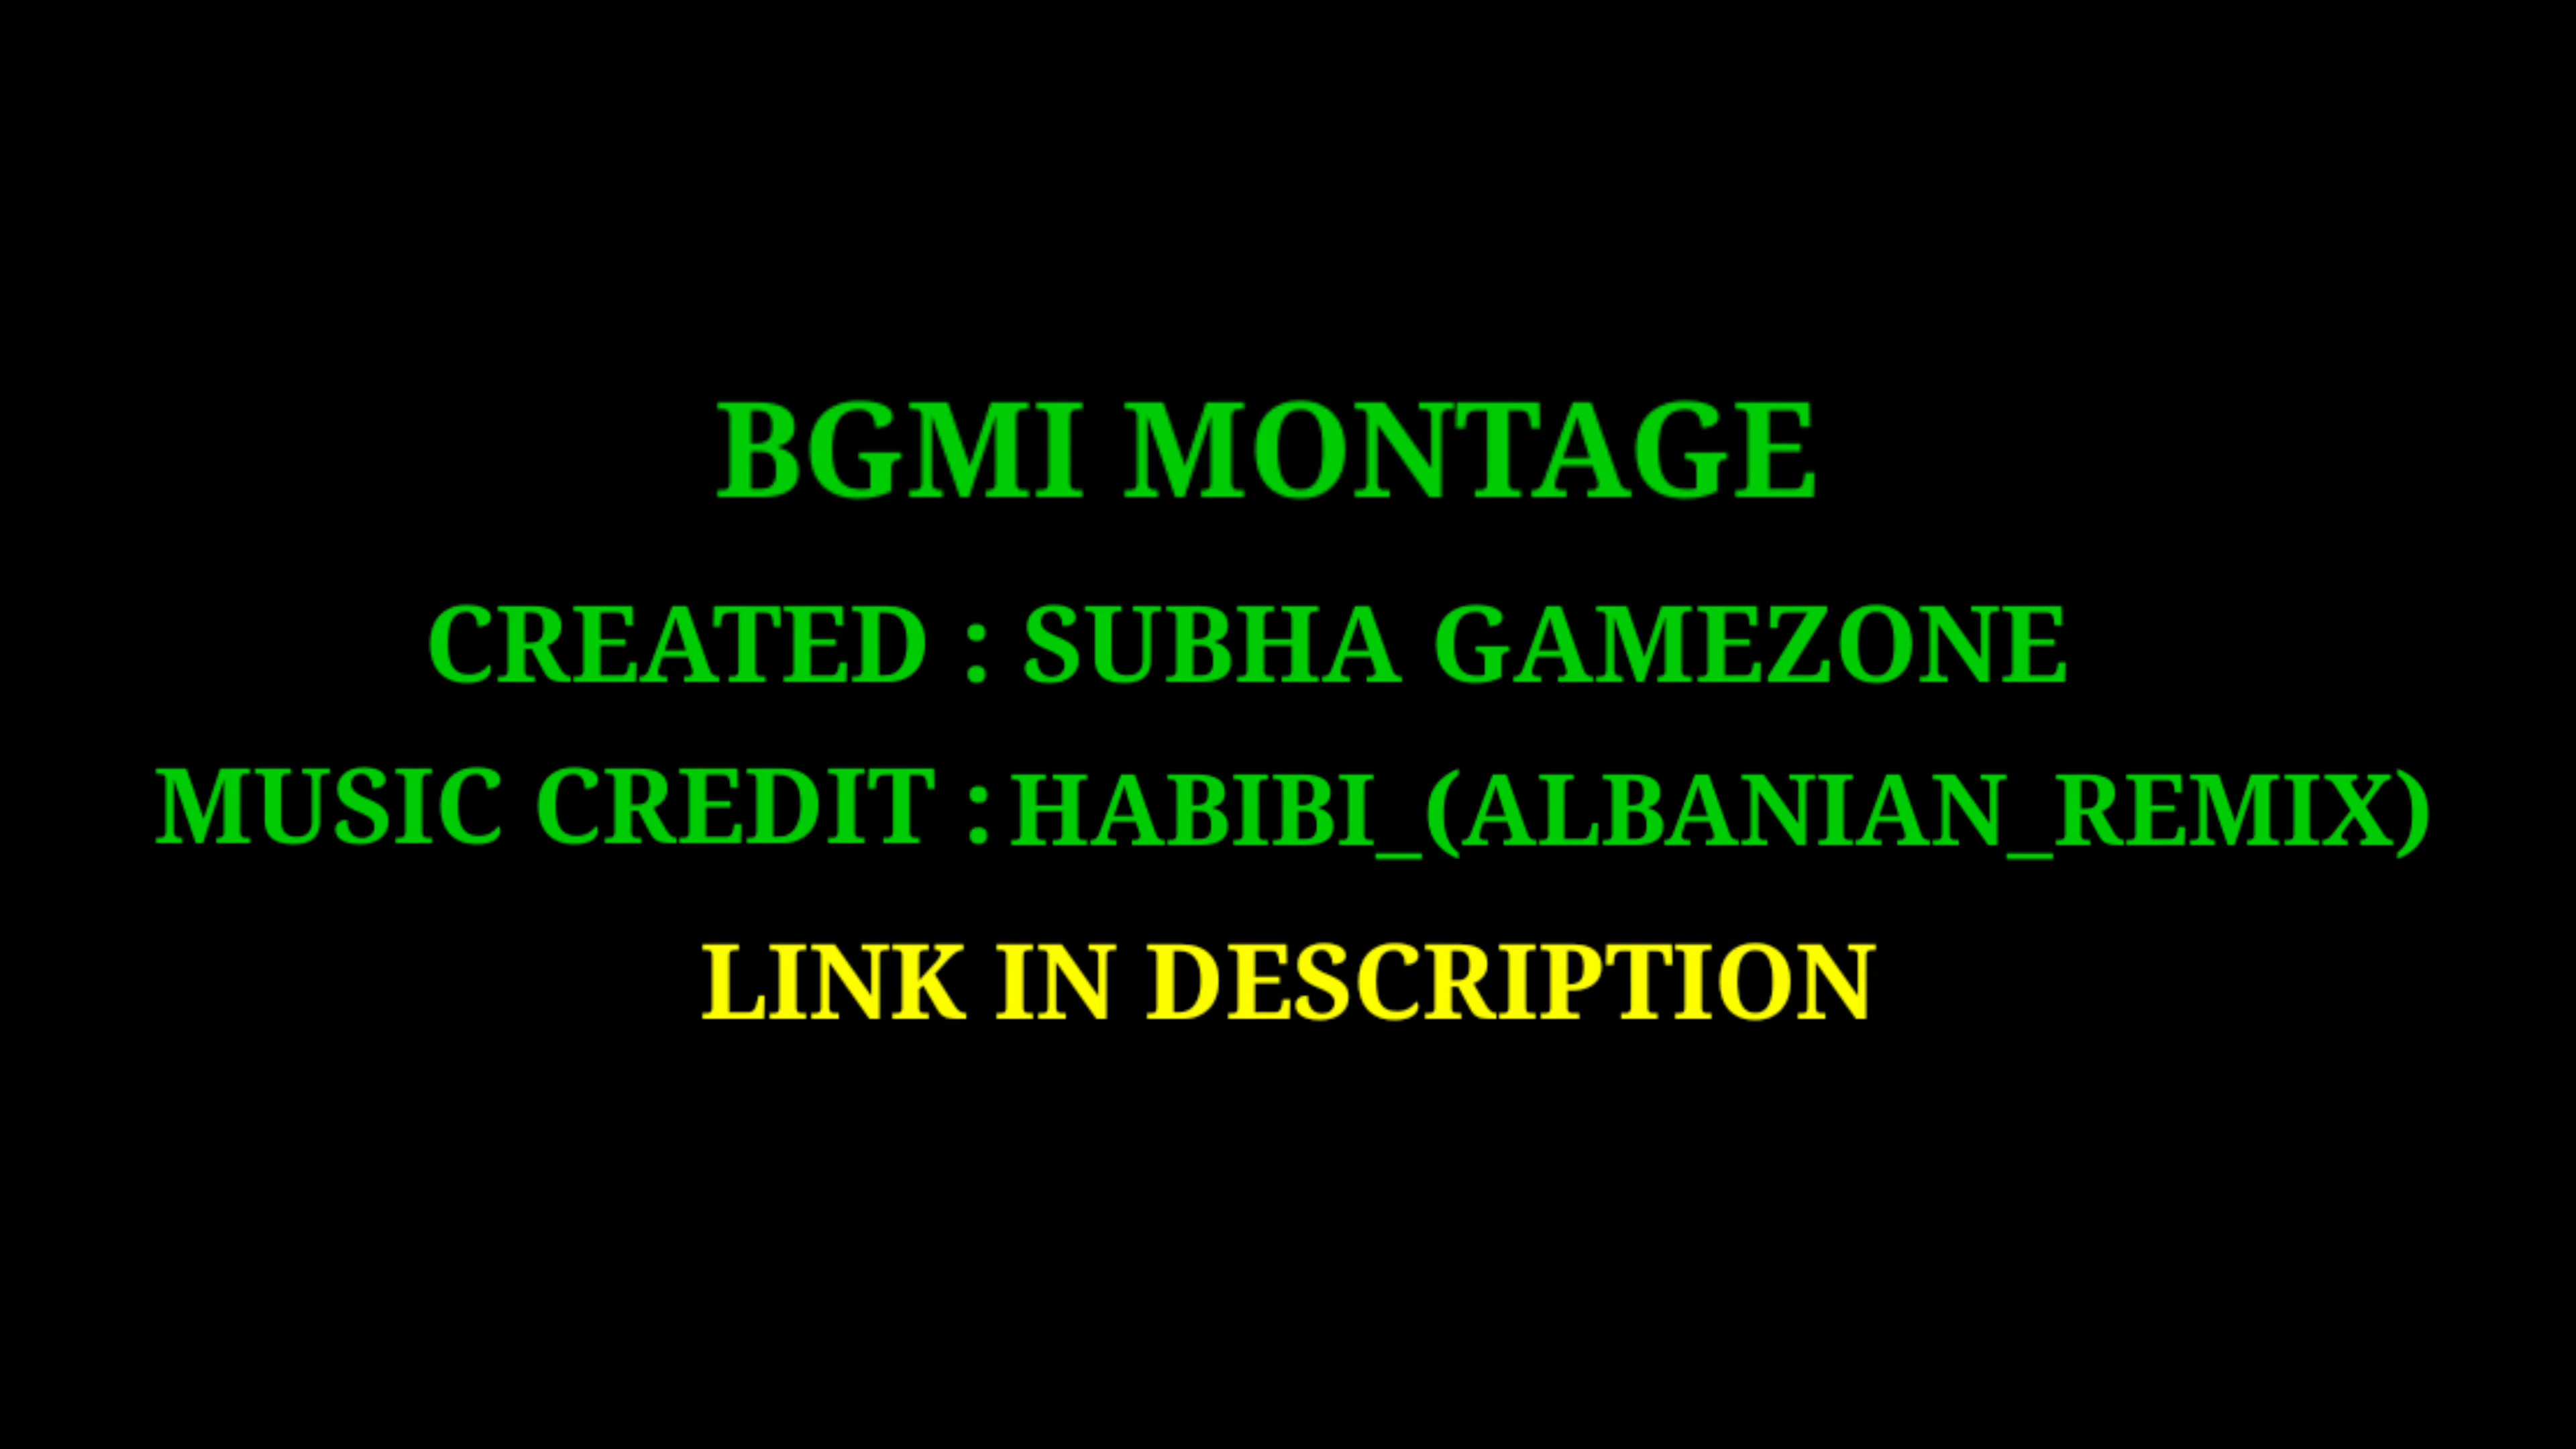 BGMI MONTAGE
CREATED : SUBHA GAMEZONE
MUSIC CREDIT : HABIBI_(ALBANIAN_REMIX)
LINK IN DESCRIPTION